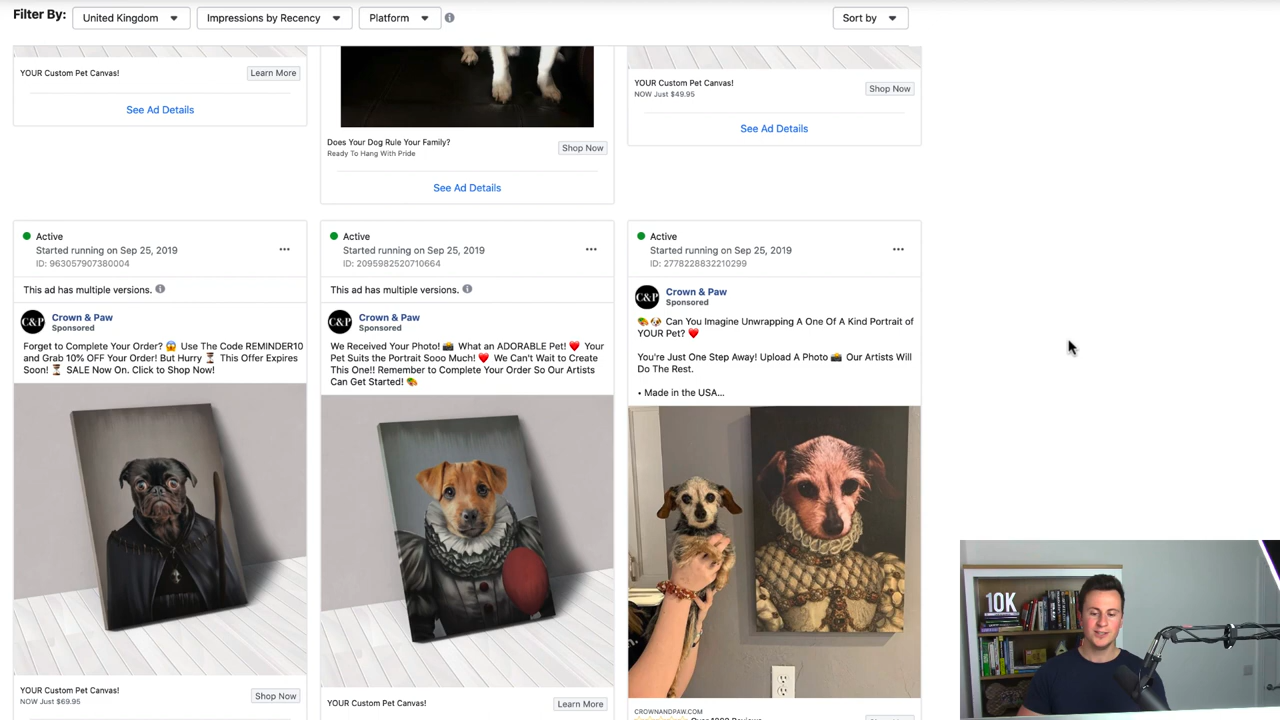 Filter By:
United Kingdom
Impressions by Recency
Platform
Sort by
YOUR Custom Pet Canvas!
Learn More
See Ad Details
Does Your Dog Rule Your Family?
Ready To Hang With Pride
Shop Now
See Ad Details
YOUR Custom Pet Canvas!
NOW Just $49.95
Shop Now
See Ad Details
Active
Started running on Sep 25, 2019
ID: 963057907380004
This ad has multiple versions.
C&P
Crown & Paw
Sponsored
Forget to Complete Your Order? 😱 Use The Code REMINDER10
and Grab 10% OFF Your Order! But Hurry ⏳ This Offer Expires
Soon! ⏳ SALE Now On. Click to Shop Now!
YOUR Custom Pet Canvas!
NOW Just $69.95
Shop Now
Active
Started running on Sep 25, 2019
ID: 2095982520710664
This ad has multiple versions.
C&P
Crown & Paw
Sponsored
We Received Your Photo! 📸 What an ADORABLE Pet! ❤️ Your
Pet Suits the Portrait Sooo Much! ❤️ We Can't Wait to Create
This One!! Remember to Complete Your Order So Our Artists
Can Get Started! 🎨
YOUR Custom Pet Canvas!
Learn More
Active
Started running on Sep 25, 2019
ID: 2778228832210299
C&P
Crown & Paw
Sponsored
🎨🐶 Can You Imagine Unwrapping A One Of A Kind Portrait of
YOUR Pet? ❤️
You're Just One Step Away! Upload A Photo 📸 Our Artists Will
Do The Rest.
• Made in the USA...
CROWNANDPAW.COM
10K